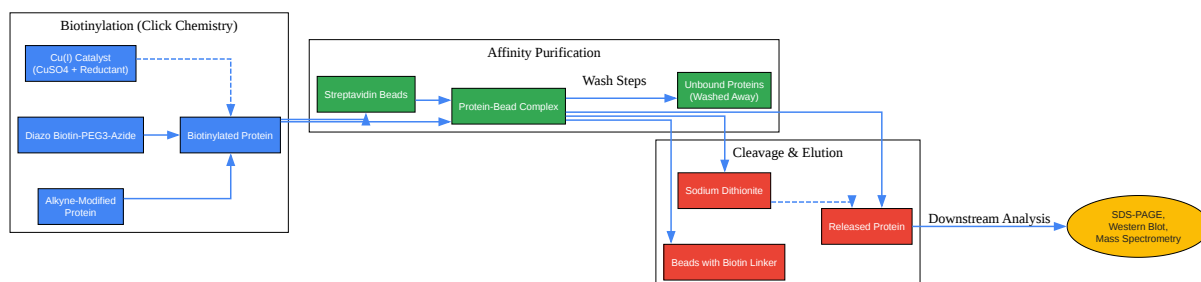 Biotinylation (Click Chemistry)
Cu(I) Catalyst
(CuSO4 + Reductant)
Diazo Biotin-PEG3-Azide
Biotinylated Protein
Alkyne-Modified
Protein
Affinity Purification
Streptavidin Beads
Protein-Bead Complex
Wash Steps
Unbound Proteins
(Washed Away)
Cleavage & Elution
Sodium Dithionite
Released Protein
Beads with Biotin Linker
Downstream Analysis
SDS-PAGE,
Western Blot,
Mass Spectrometry